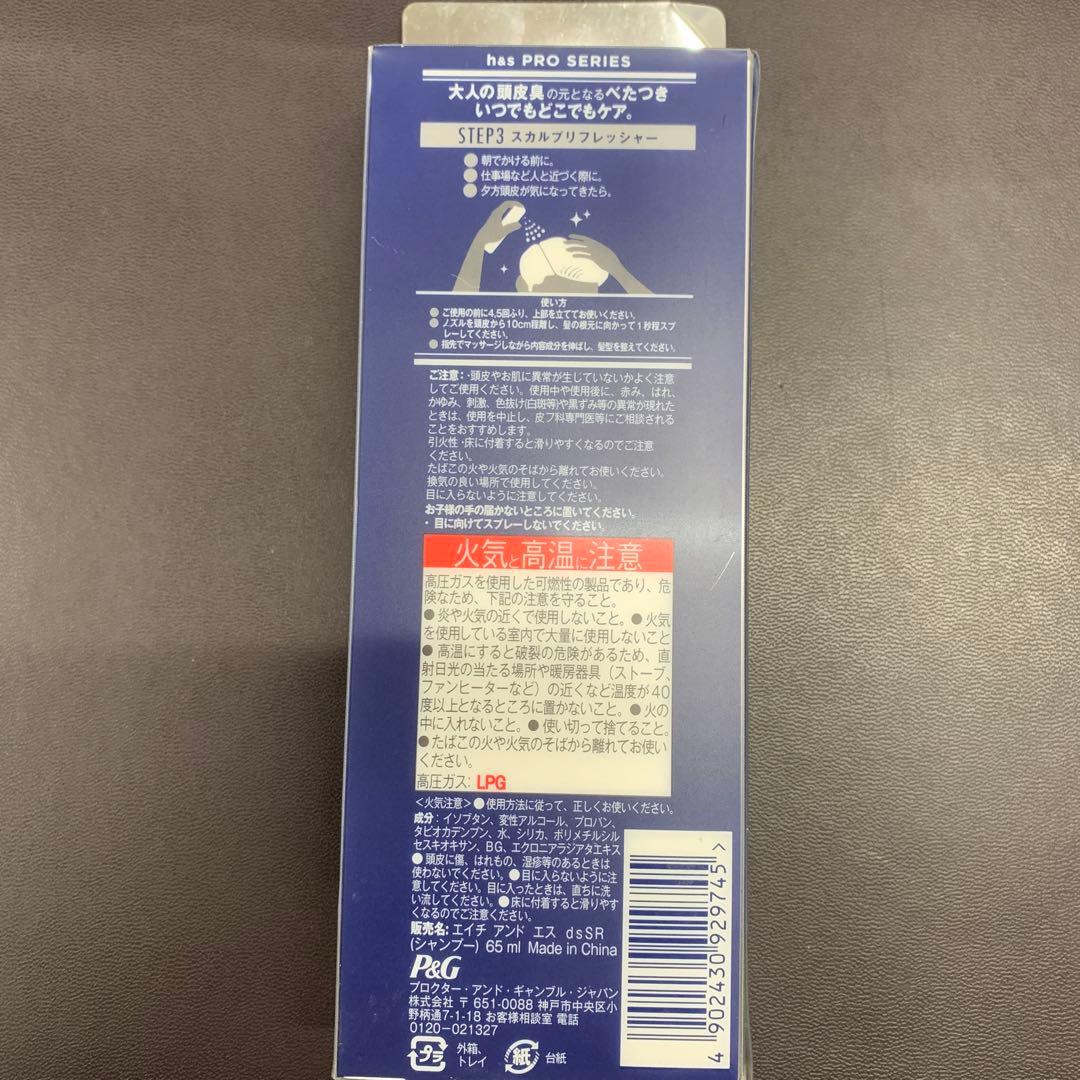 h&s PRO SERIES
大人の頭皮臭の元となるべたつき
いつでもどこでもケア。
STEP3 スカルプリフレッシャー
●朝でかける前に。
●仕事場など人と近づく際に。
●夕方頭皮が気になってきたら。
使い方
● ご使用の前に4,5回ふり、上部を立ててお使いください。
● ノズルを頭皮から10cm程離し、髪の根元に向かって1秒程スプ
レーしてください。
● 指先でマッサージしながら内容成分を伸ばし、髪型を整えてください。
ご注意：・頭皮やお肌に異常が生じていないかよく注意
してご使用ください。使用中や使用後に、赤み、はれ、
かゆみ、刺激、色抜け(白斑等)や黒ずみ等の異常が現れた
ときは、使用を中止し、皮フ科専門医等にご相談される
ことをおすすめします。
引火性・床に付着すると滑りやすくなるのでご注意
ください。
たばこの火や火気のそばから離れてお使いください。
換気の良い場所で使用してください。
目に入らないように注意してください。
お子様の手の届かないところに置いてください。
・目に向けてスプレーしないでください。
火気と高温に注意
高圧ガスを使用した可燃性の製品であり、危
険なため、下記の注意を守ること。
● 炎や火気の近くで使用しないこと。● 火気
を使用している室内で大量に使用しないこと
● 高温にすると破裂の危険があるため、直
射日光の当たる場所や暖房器具（ストーブ、
ファンヒーターなど）の近くなど温度が40
度以上となるところに置かないこと。● 火の
中に入れないこと。● 使い切って捨てること。
● たばこの火や火気のそばから離れてお使い
ください。
高圧ガス: LPG
＜火気注意＞●使用方法に従って、正しくお使いください。
成分：イソブタン、変性アルコール、プロパン、
タピオカデンプン、水、シリカ、ポリメチルシル
セスキオキサン、BG、エクロニアラジアタエキス
● 頭皮に傷、はれもの、湿疹等のあるときは
使わないでください。●目に入らないように注
意してください。目に入ったときは、直ちに洗
い流してください。●床に付着すると滑りやす
くなるのでご注意ください。
販売名: エイチ アンド エス dsSR
(シャンプー) 65 ml Made in China
P&G
プロクター・アンド・ギャンブル・ジャパン
株式会社 〒651-0088 神戸市中央区小
野柄通7-1-18 お客様相談室 電話
0120-021327
プラ 外箱、
トレイ
紙 台紙
4 902430 929745 >